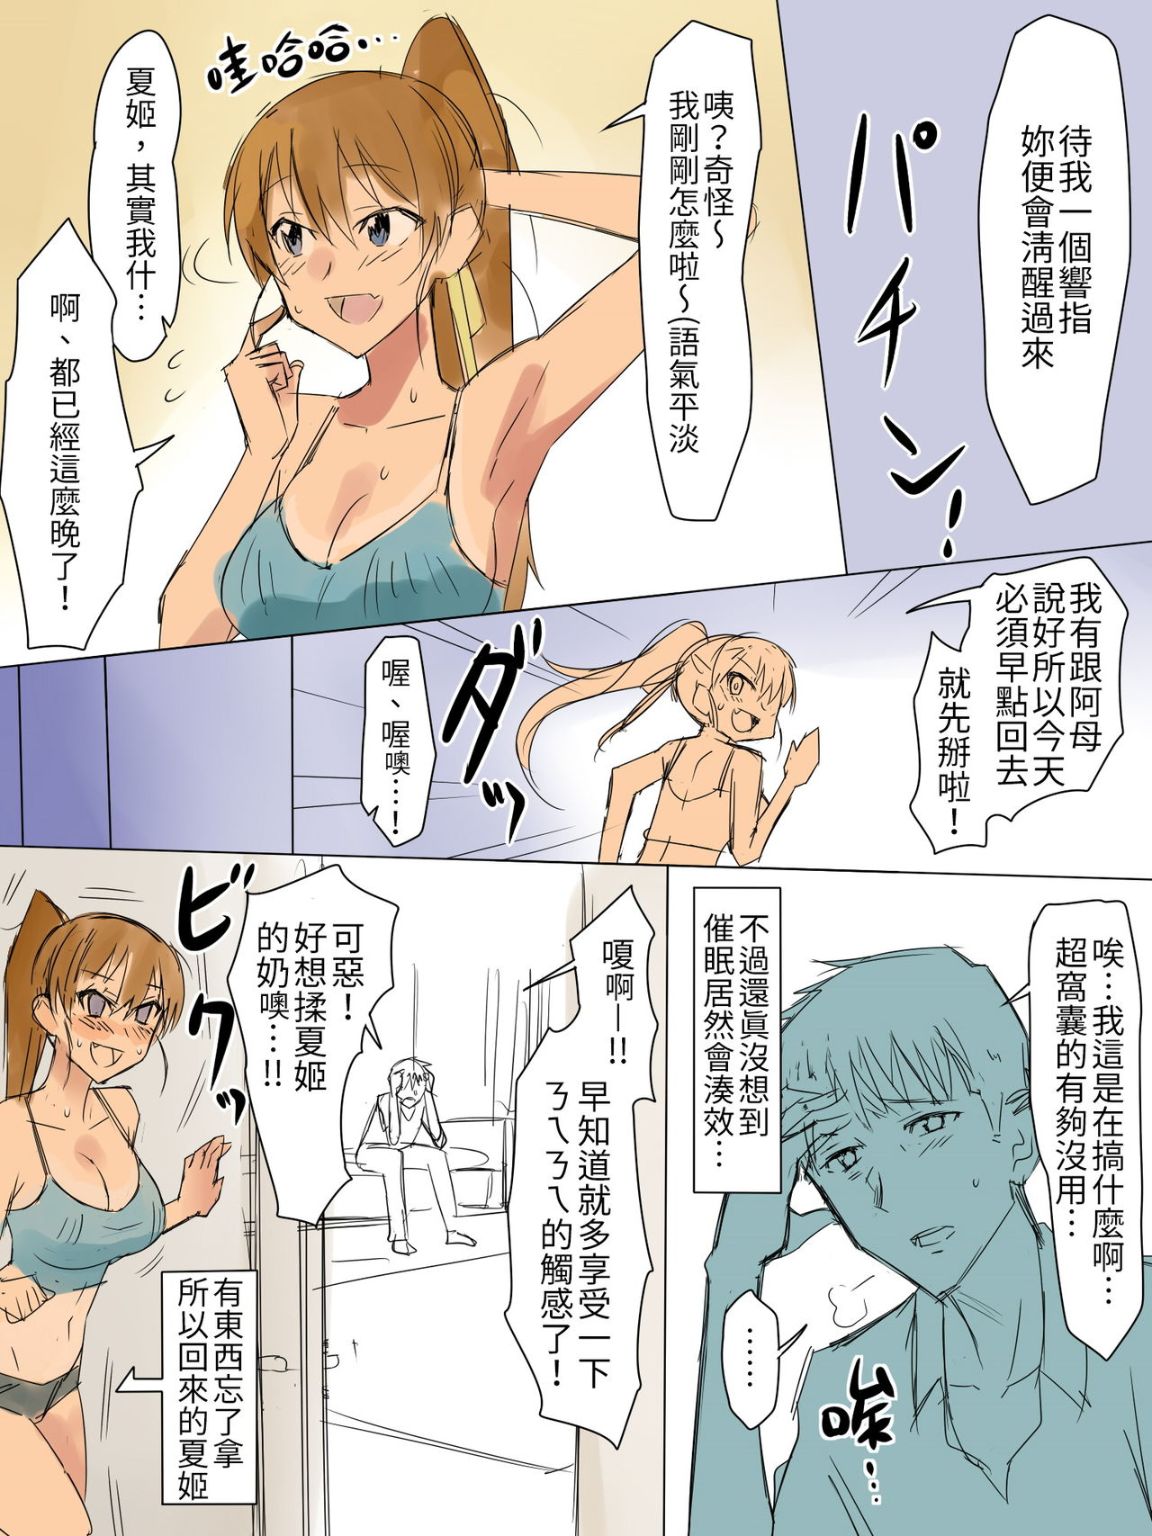 待我一個響指
妳便會清醒過來
パチン!
咦？奇怪～
我剛剛怎麼啦～(語氣平淡
哇哈哈…
夏姬，其實我什…
啊、都已經這麼晚了！
我有跟阿母
說好所以今天
必須早點回去
就先掰啦！
ダッ
喔、喔噢…！
唉…我這是在搞什麼啊…
超窩囊的有夠沒用…
不過還真沒想到
催眠居然會湊效…
……
唉…
嗄啊—!!
早知道就多享受一下
ㄋㄟㄋㄟ的觸感了！
可惡！
好想揉夏姬
的奶噢…!!
ビクッ
有東西忘了拿
所以回來的夏姬